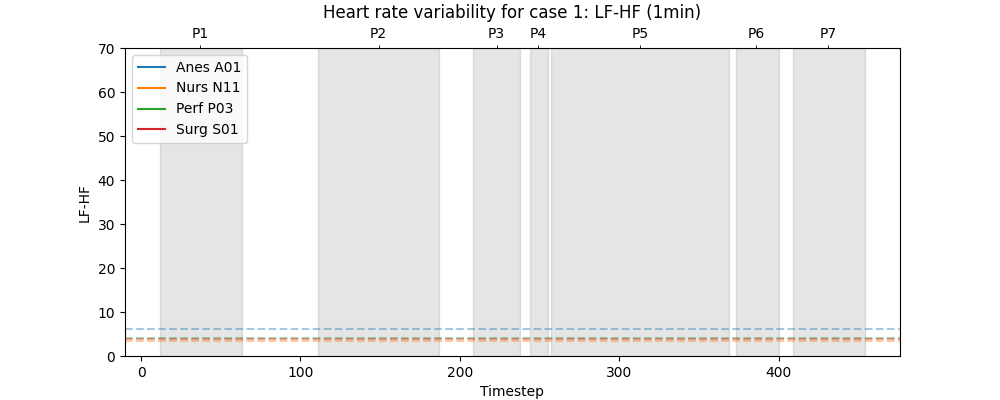 Heart rate variability for case 1: LF-HF (1min)
P1 P2 P3 P4 P5 P6 P7
70
60
50
40
30
20
10
0
LF-HF
Anes A01
Nurs N11
Perf P03
Surg S01
0 100 200 300 400
Timestep